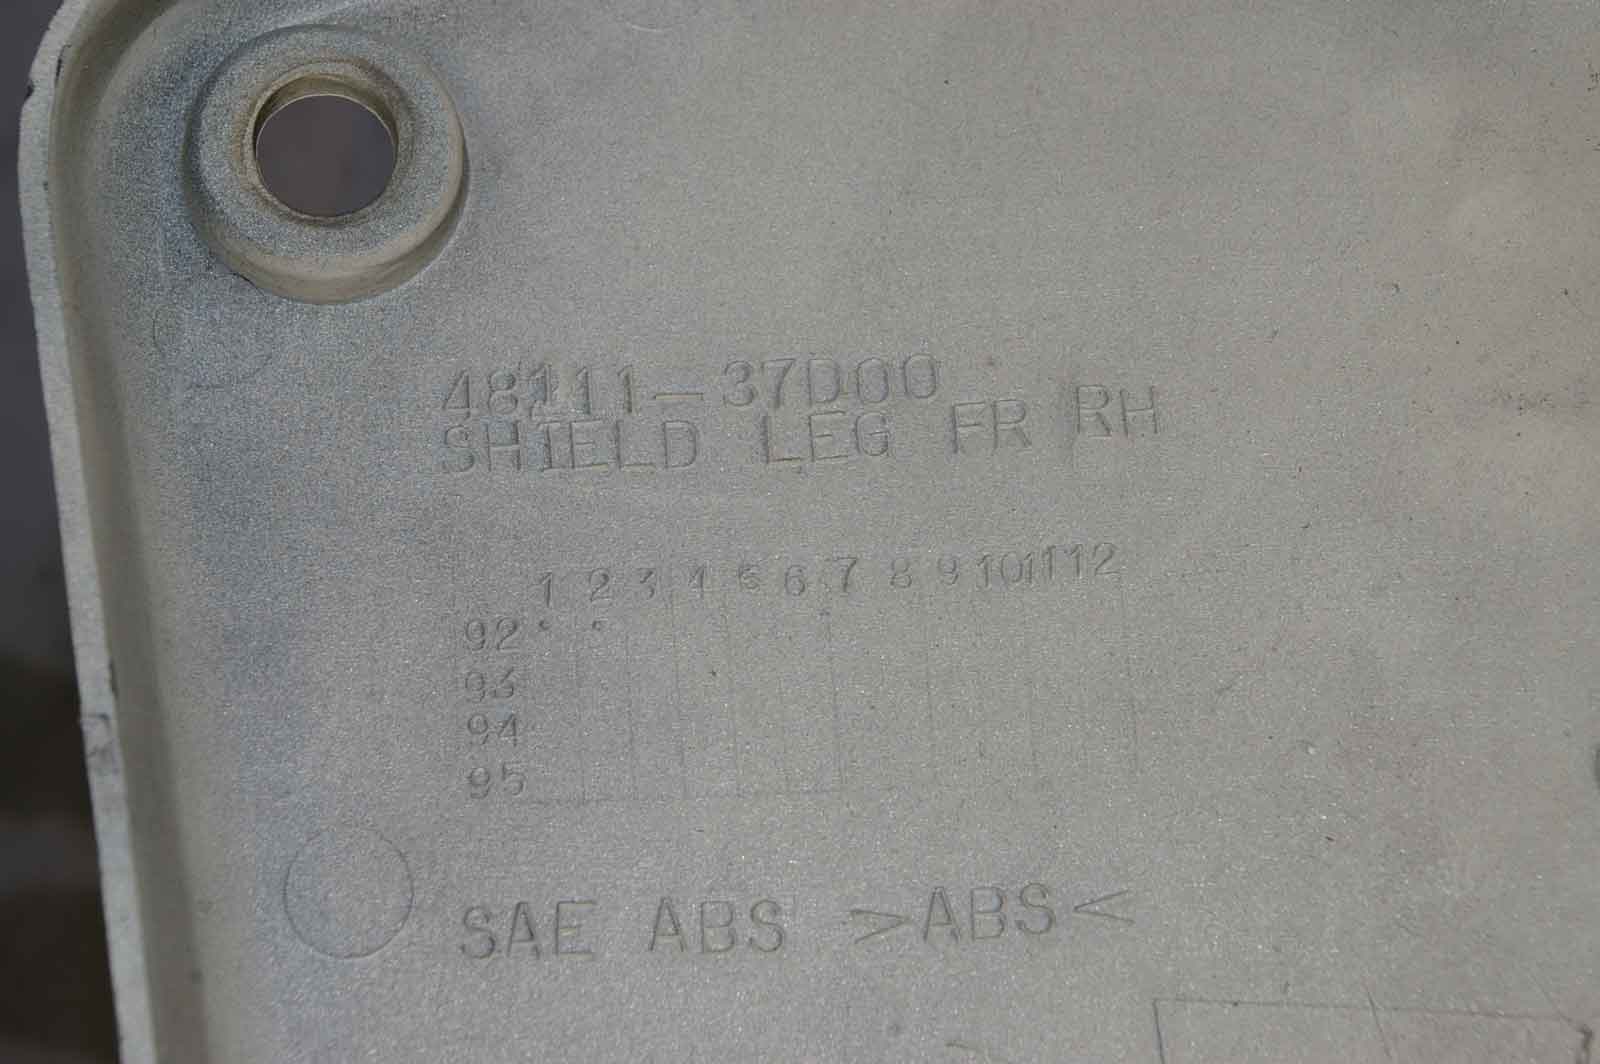 48111-37D00
SHIELD LEG FR RH
1 2 3 4 5 6 7 8 9 10 11 12
92
93
94
95
SAE ABS >ABS<